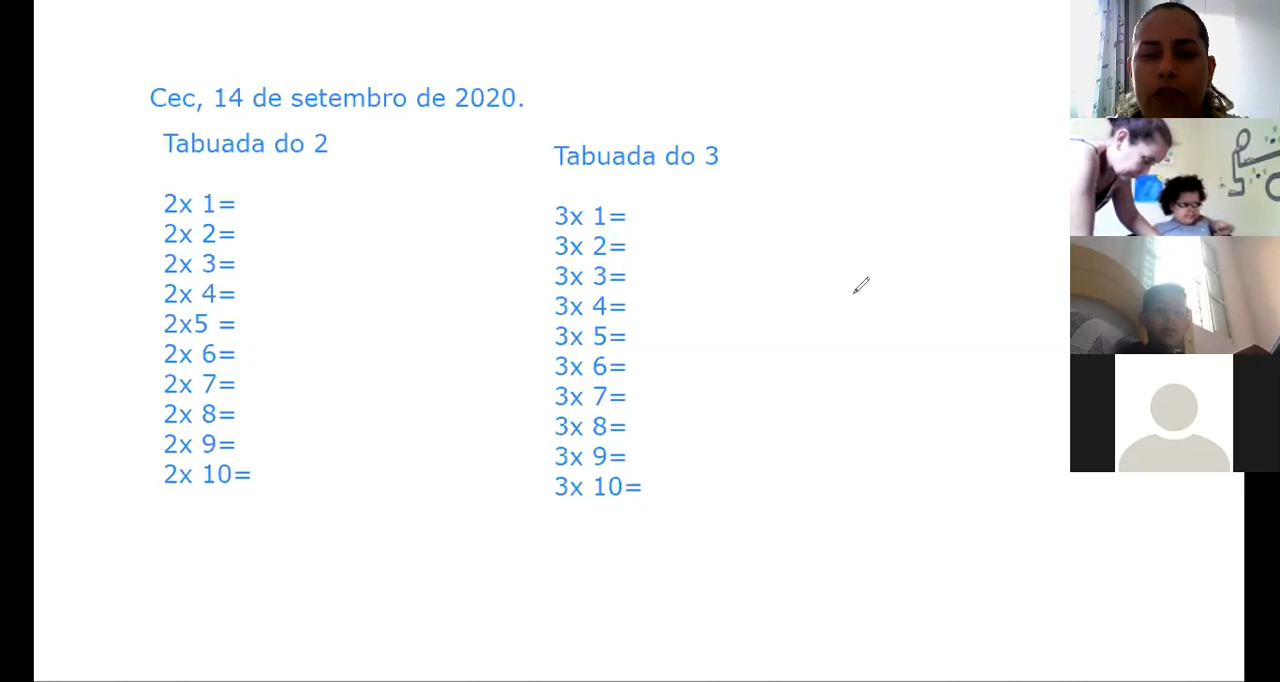 Cec, 14 de setembro de 2020.
Tabuada do 2
2x 1=
2x 2=
2x 3=
2x 4=
2x5 =
2x 6=
2x 7=
2x 8=
2x 9=
2x 10=
Tabuada do 3
3x 1=
3x 2=
3x 3=
3x 4=
3x 5=
3x 6=
3x 7=
3x 8=
3x 9=
3x 10=